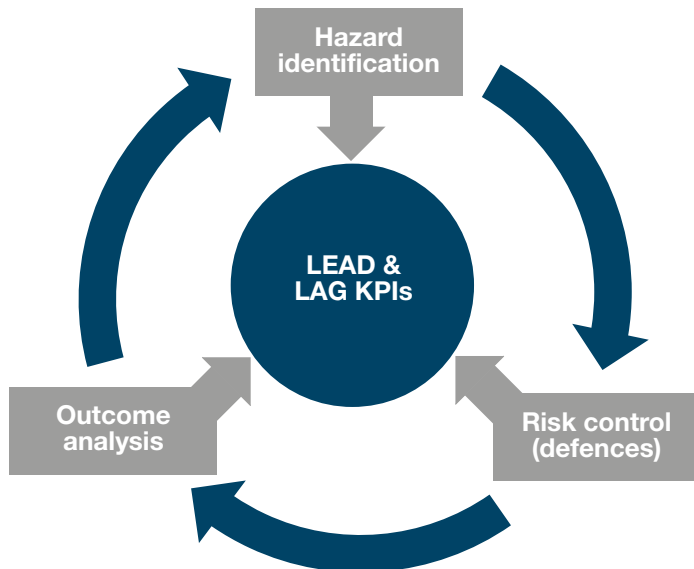 Hazard
identification
LEAD &
LAG KPIs
Outcome
analysis
Risk control
(defences)